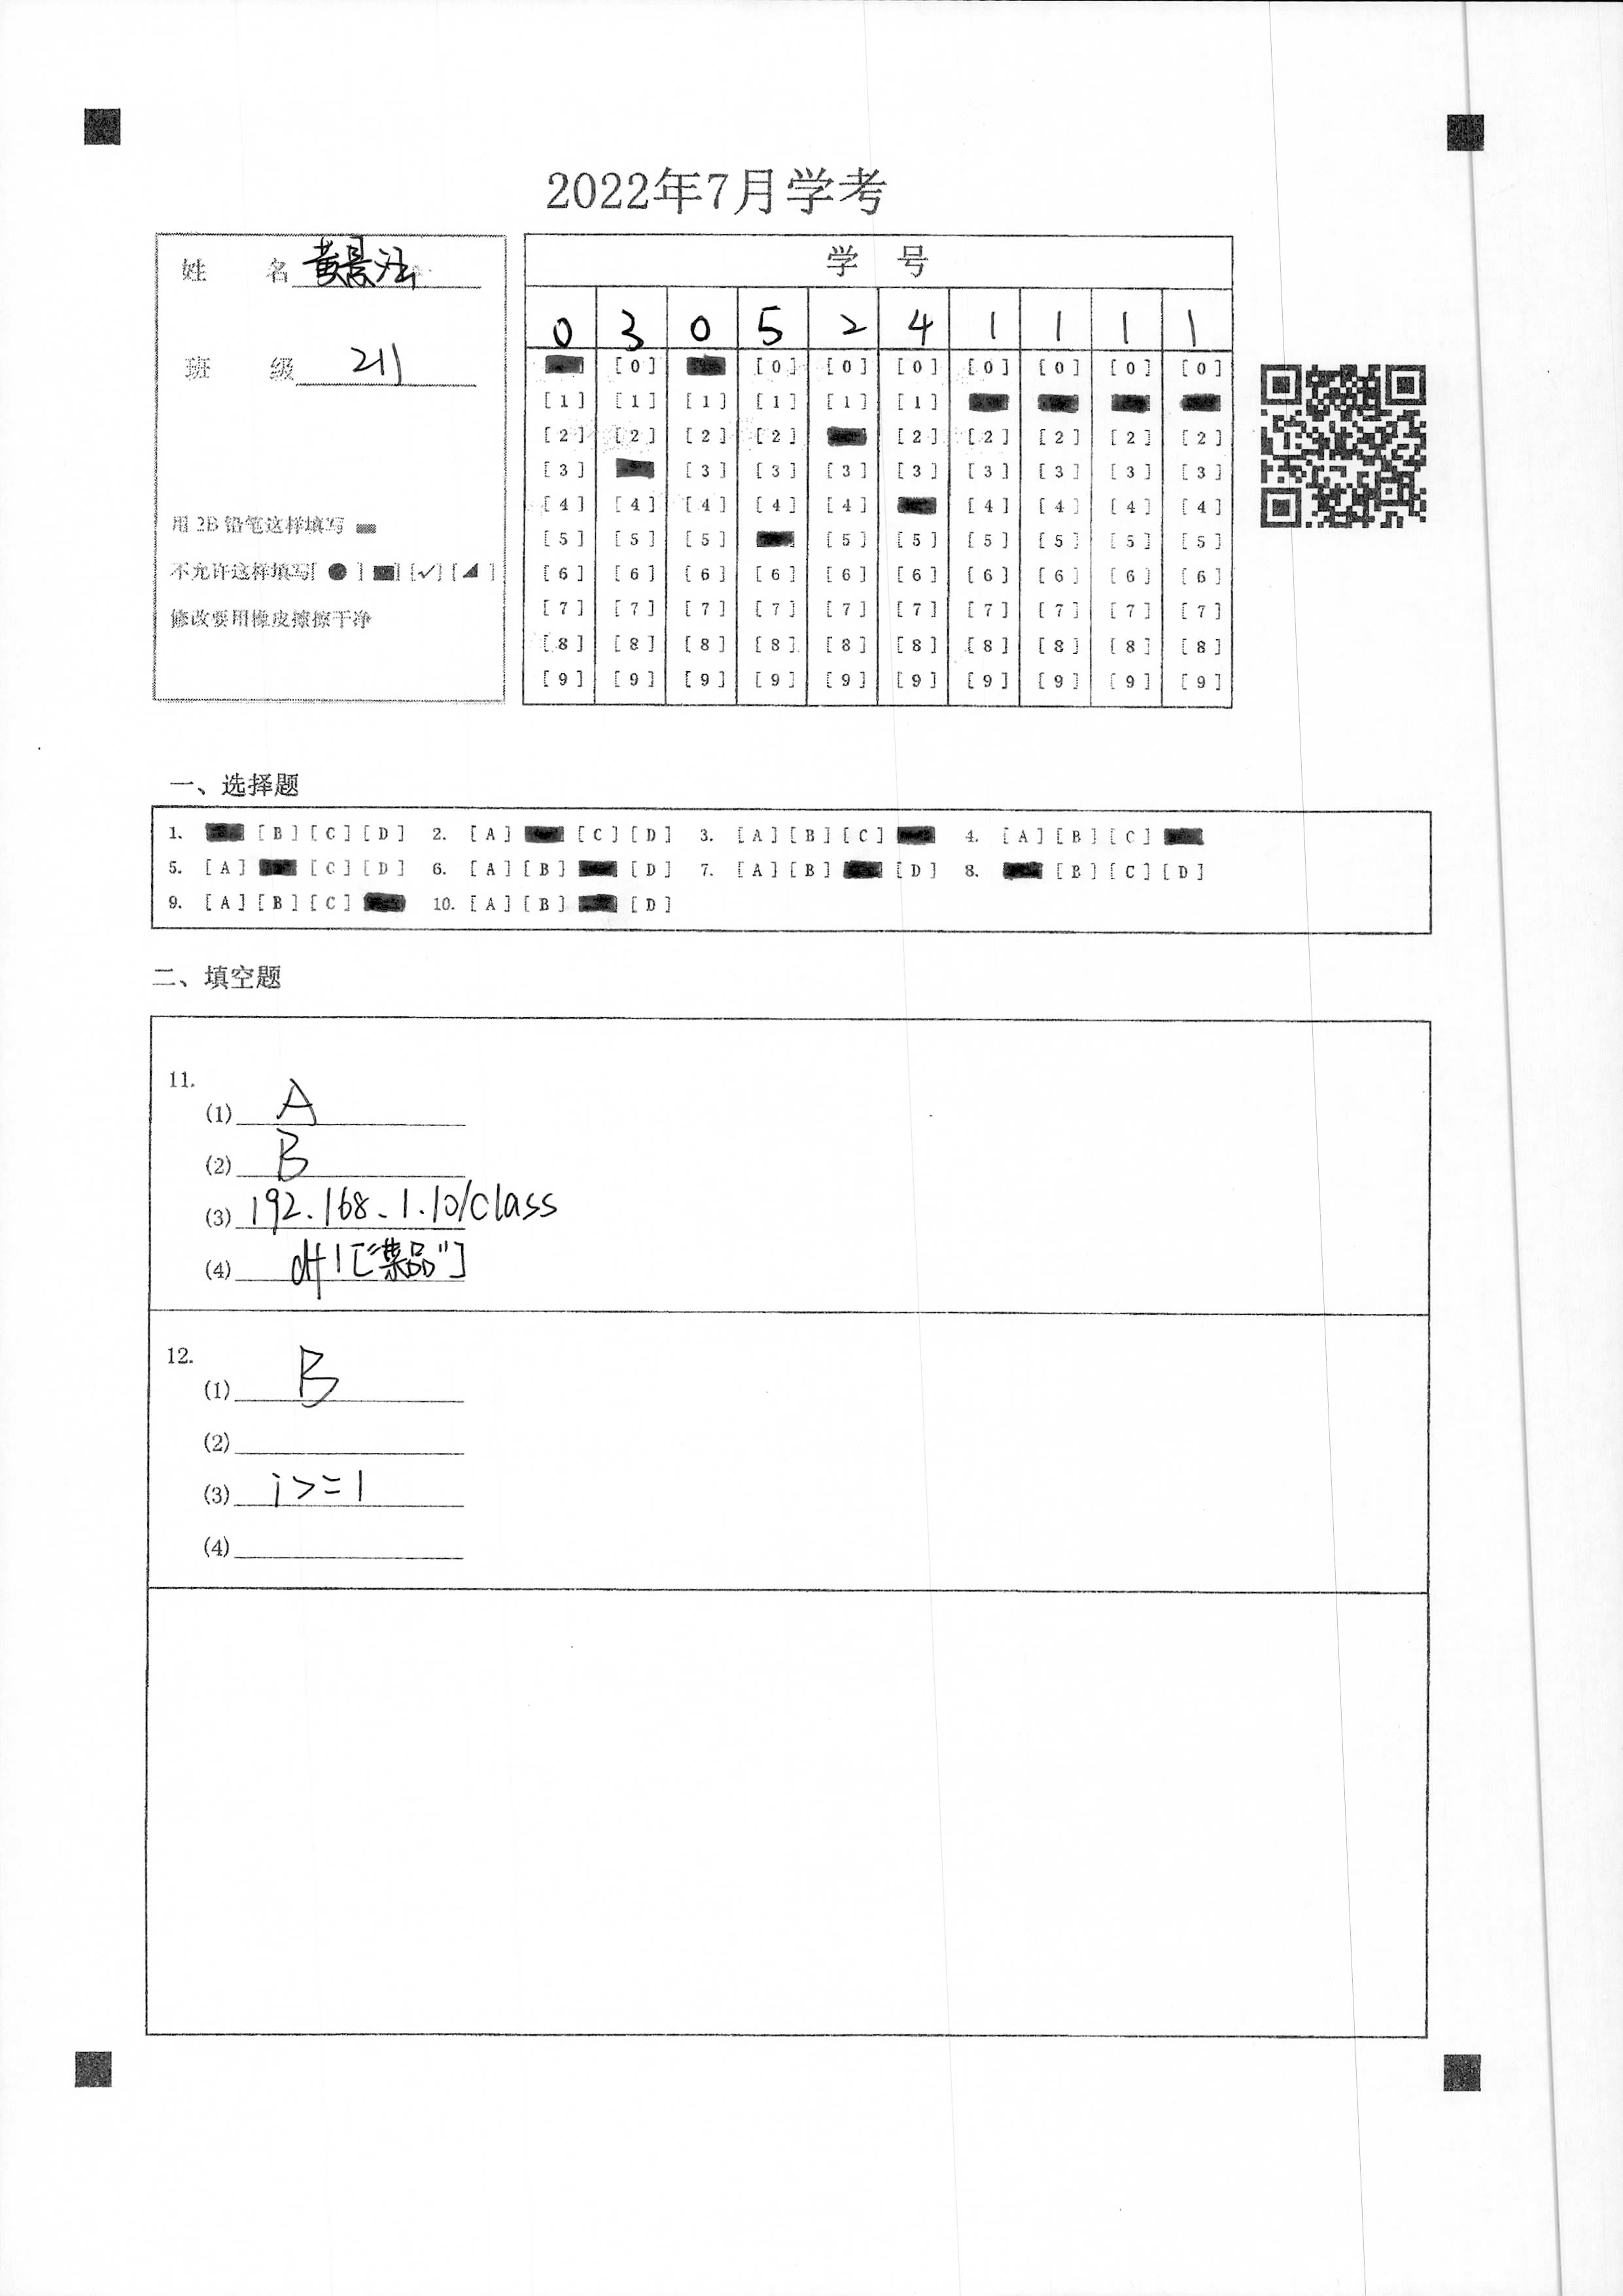 2022年7月学考
姓 名 黄景泓
班 级 211
用 2B 铅笔这样填写
不允许这样填写[ ● ] [■] [✓] [◢ ]
修改要用橡皮擦擦干净
学 号
0 3 0 5 2 4 1 1 1 1
[0] [0] [0] [0] [0] [0] [0] [0]
[1] [1] [1] [1] [1] [1]
[2] [2] [2] [2] [2] [2] [2] [2] [2]
[3] [3] [3] [3] [3] [3] [3] [3] [3]
[4] [4] [4] [4] [4] [4] [4] [4] [4]
[5] [5] [5] [5] [5] [5] [5] [5] [5]
[6] [6] [6] [6] [6] [6] [6] [6] [6] [6]
[7] [7] [7] [7] [7] [7] [7] [7] [7] [7]
[8] [8] [8] [8] [8] [8] [8] [8] [8] [8]
[9] [9] [9] [9] [9] [9] [9] [9] [9] [9]
一、选择题
1. [B] [C] [D] 2. [A] [C] [D] 3. [A] [B] [C] 4. [A] [B] [C]
5. [A] [C] [D] 6. [A] [B] [D] 7. [A] [B] [D] 8. [B] [C] [D]
9. [A] [B] [C] 10. [A] [B] [D]
二、填空题
11.
(1) A
(2) B
(3) 192.168.1.10/class
(4) df1["菜品"]
12.
(1) B
(2)
(3) i>=1
(4)